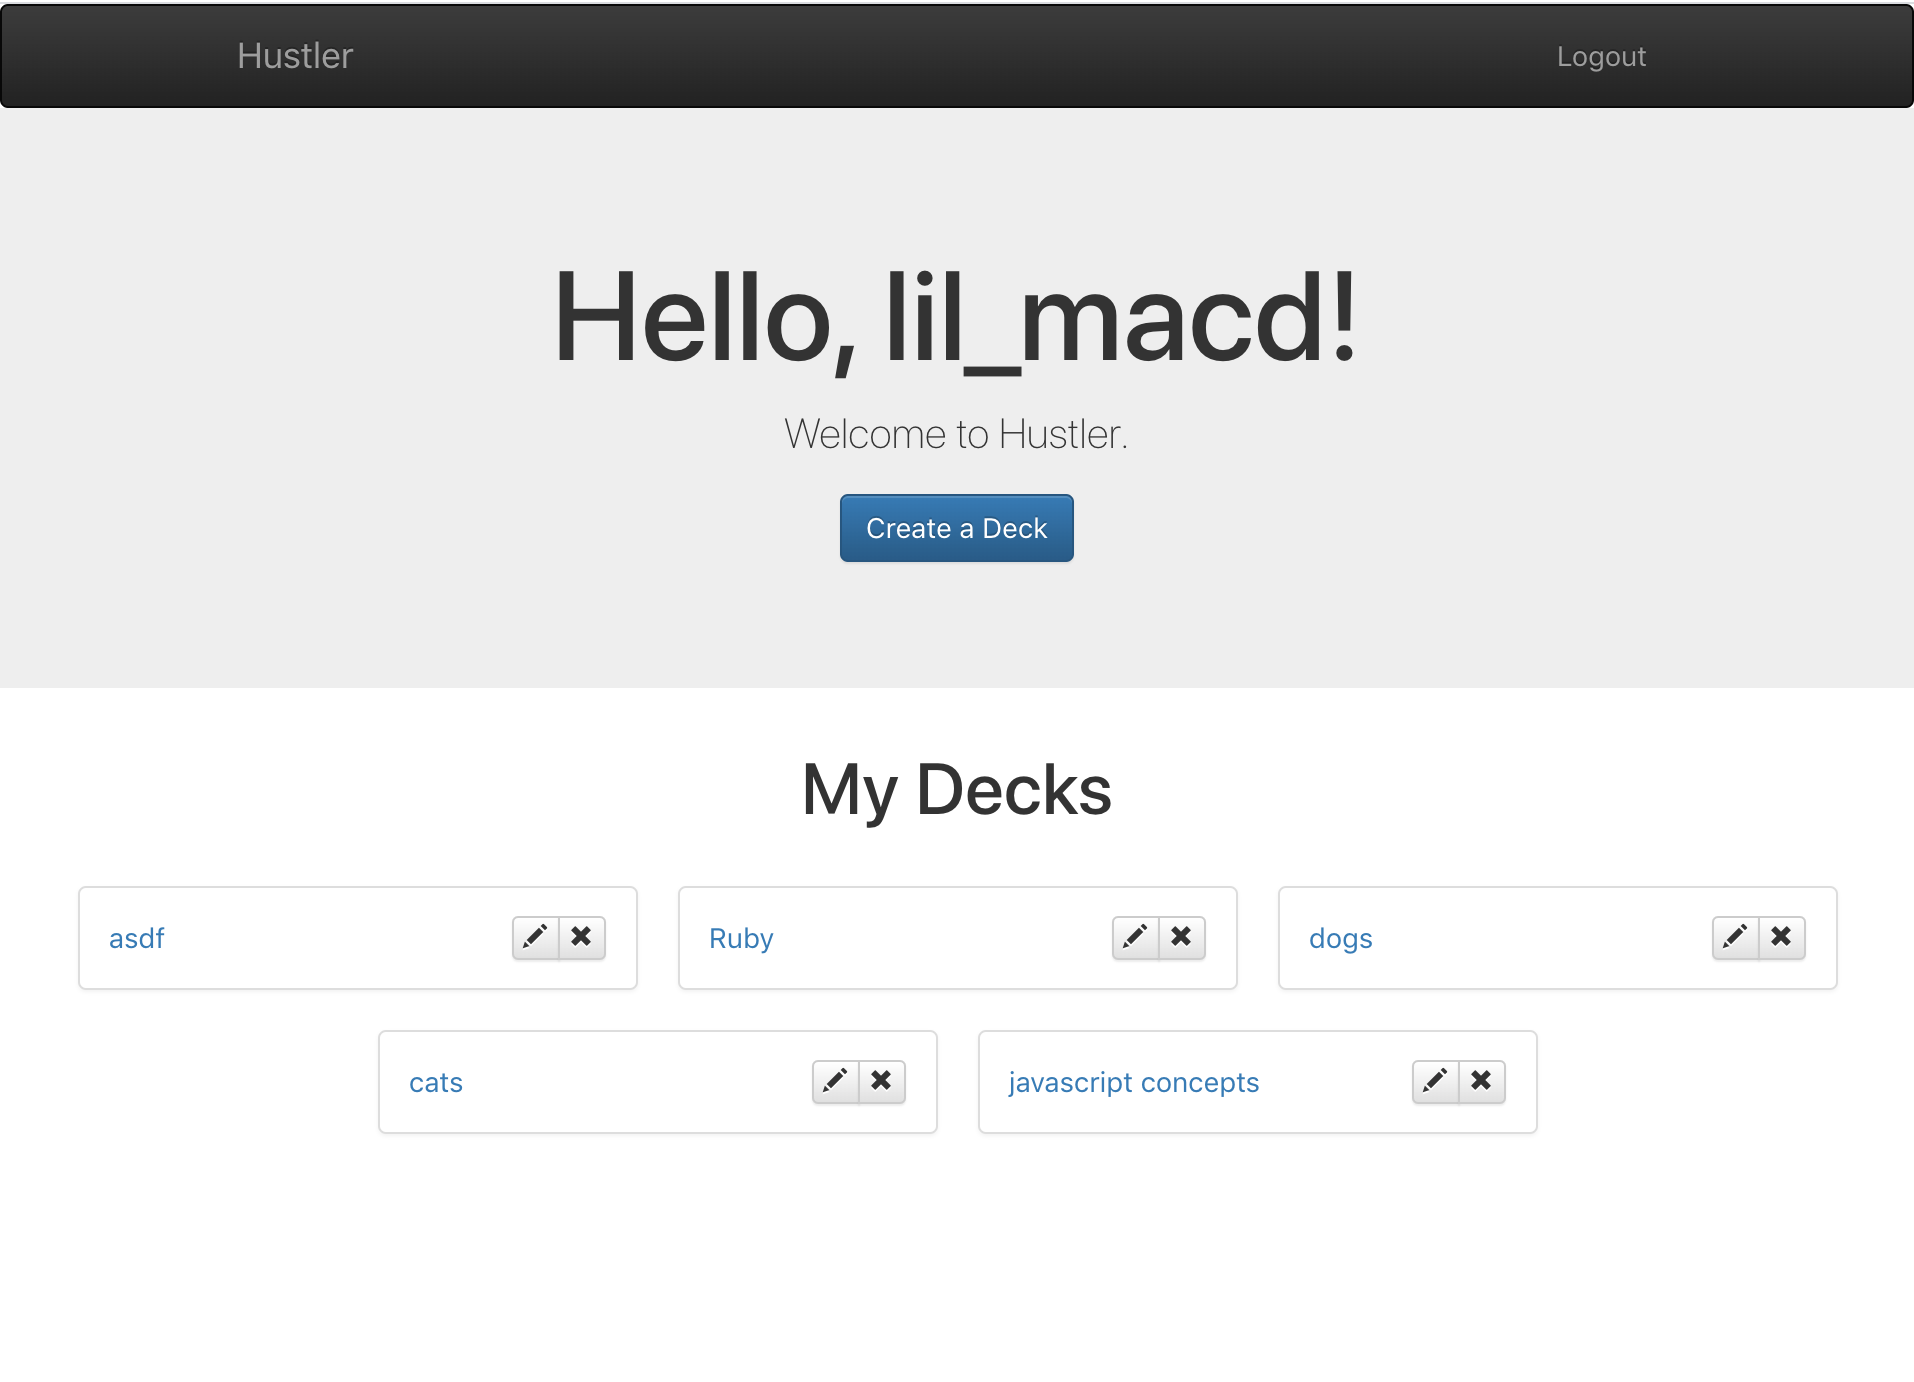 Hustler Logout
Hello, lil_macd!
Welcome to Hustler.
Create a Deck
My Decks
asdf Ruby dogs
cats javascript concepts